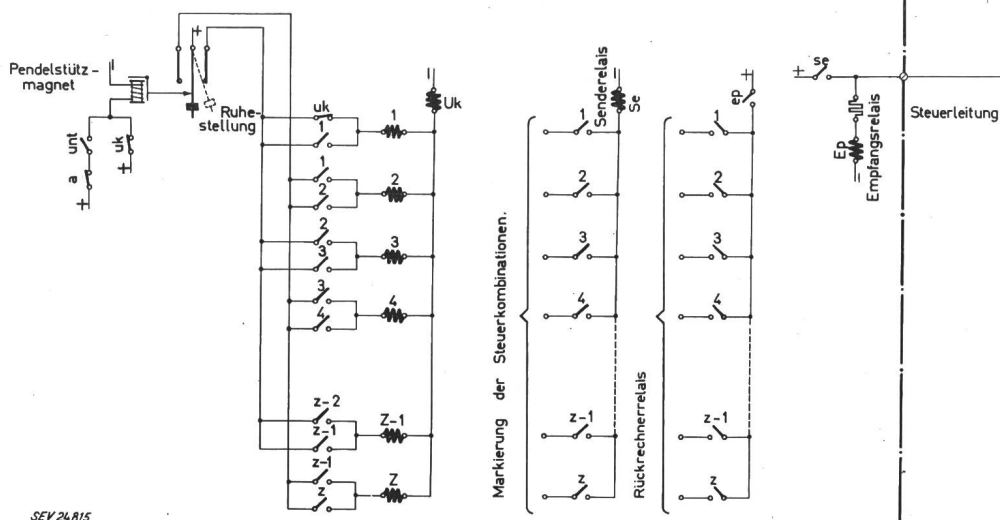 Pendelstütz-
magnet
Ruhe-
stellung
unt
a
uk
uk
1
1
1
2
2
2
3
3
3
4
4
z-2
z-1
Z-1
z-1
z
Z
Uk
Markierung der Steuerkombinationen.
1
2
3
4
z-1
z
Senderelais
Se
Rückrechnerrelais
1
2
3
4
z-1
z
ep
se
Ep
Empfangsrelais
Steuerleitung
SEV 24815